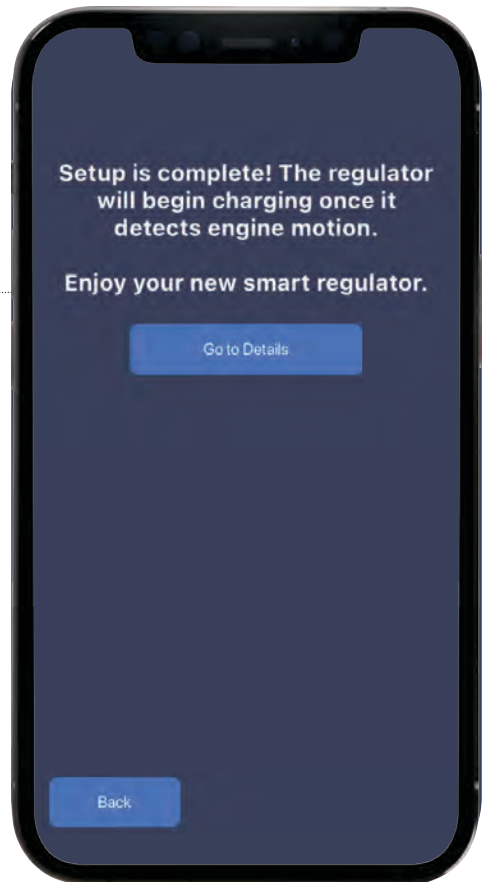 Setup is complete! The regulator
will begin charging once it
detects engine motion.
Enjoy your new smart regulator.
Go to Details
Back